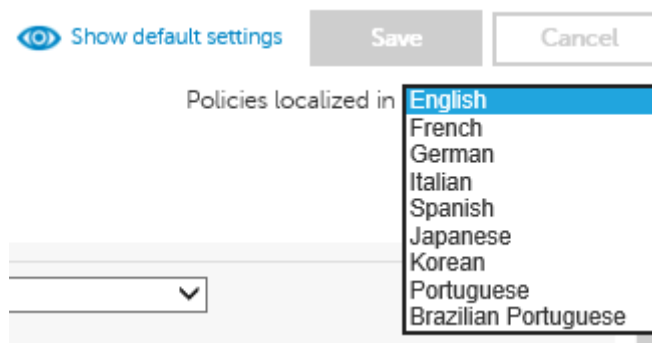 Show default settings Save Cancel
Policies localized in English
French
German
Italian
Spanish
Japanese
Korean
Portuguese
Brazilian Portuguese